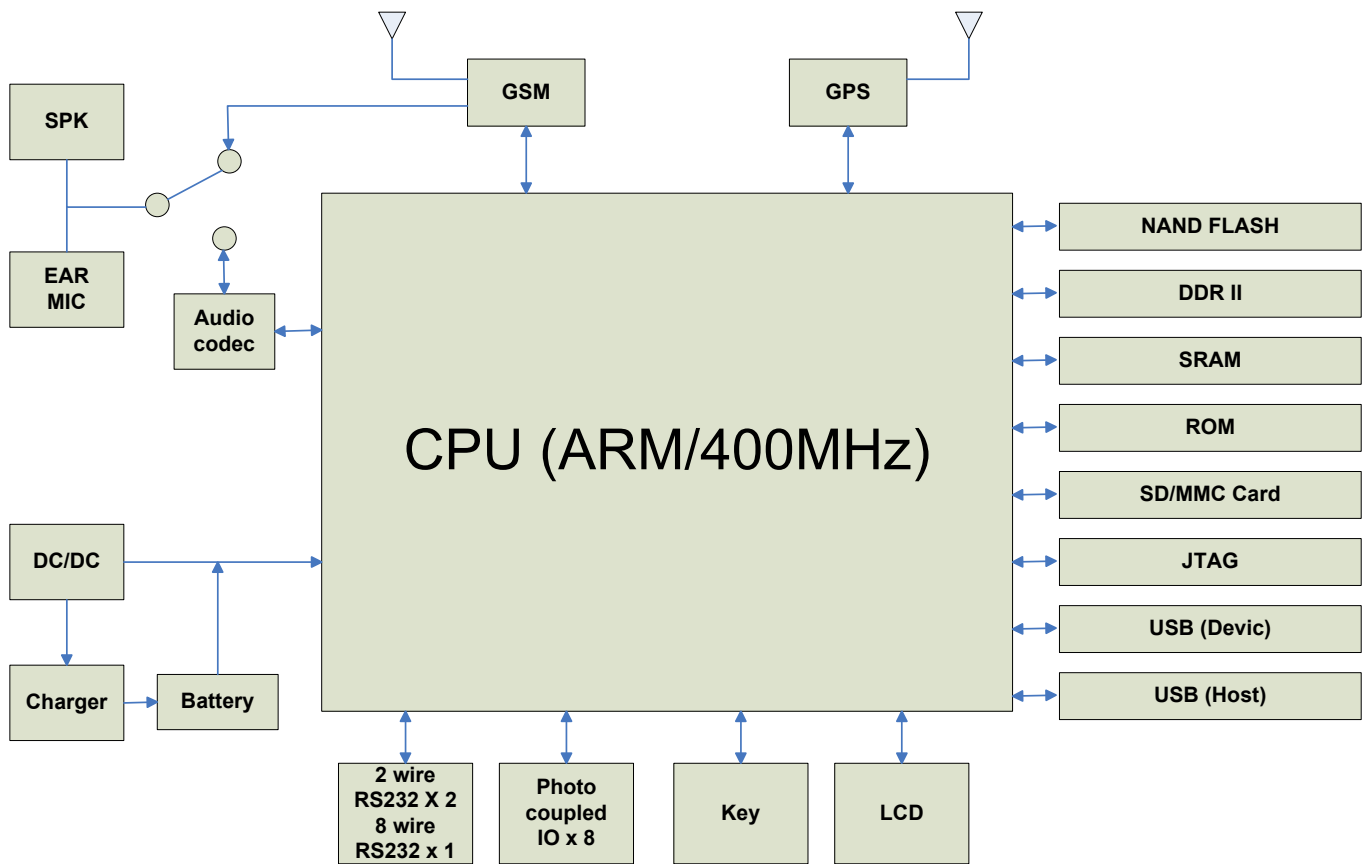 GSM
GPS
SPK
EAR
MIC
Audio
codec
CPU (ARM/400MHz)
NAND FLASH
DDR II
SRAM
ROM
SD/MMC Card
JTAG
USB (Devic)
USB (Host)
DC/DC
Charger
Battery
2 wire
RS232 X 2
8 wire
RS232 x 1
Photo
coupled
IO x 8
Key
LCD